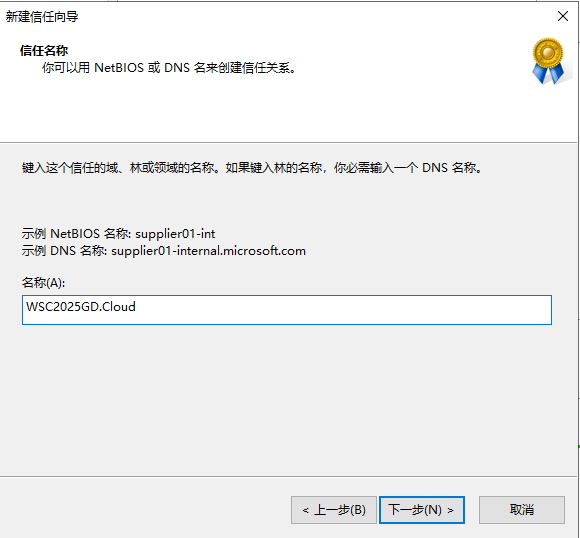 新建信任向导
信任名称
你可以用 NetBIOS 或 DNS 名来创建信任关系。
键入这个信任的域、林或领域的名称。如果键入林的名称，你必需输入一个 DNS 名称。
示例 NetBIOS 名称: supplier01-int
示例 DNS 名称: supplier01-internal.microsoft.com
名称(A):
WSC2025GD.Cloud
< 上一步(B) 下一步(N) > 取消